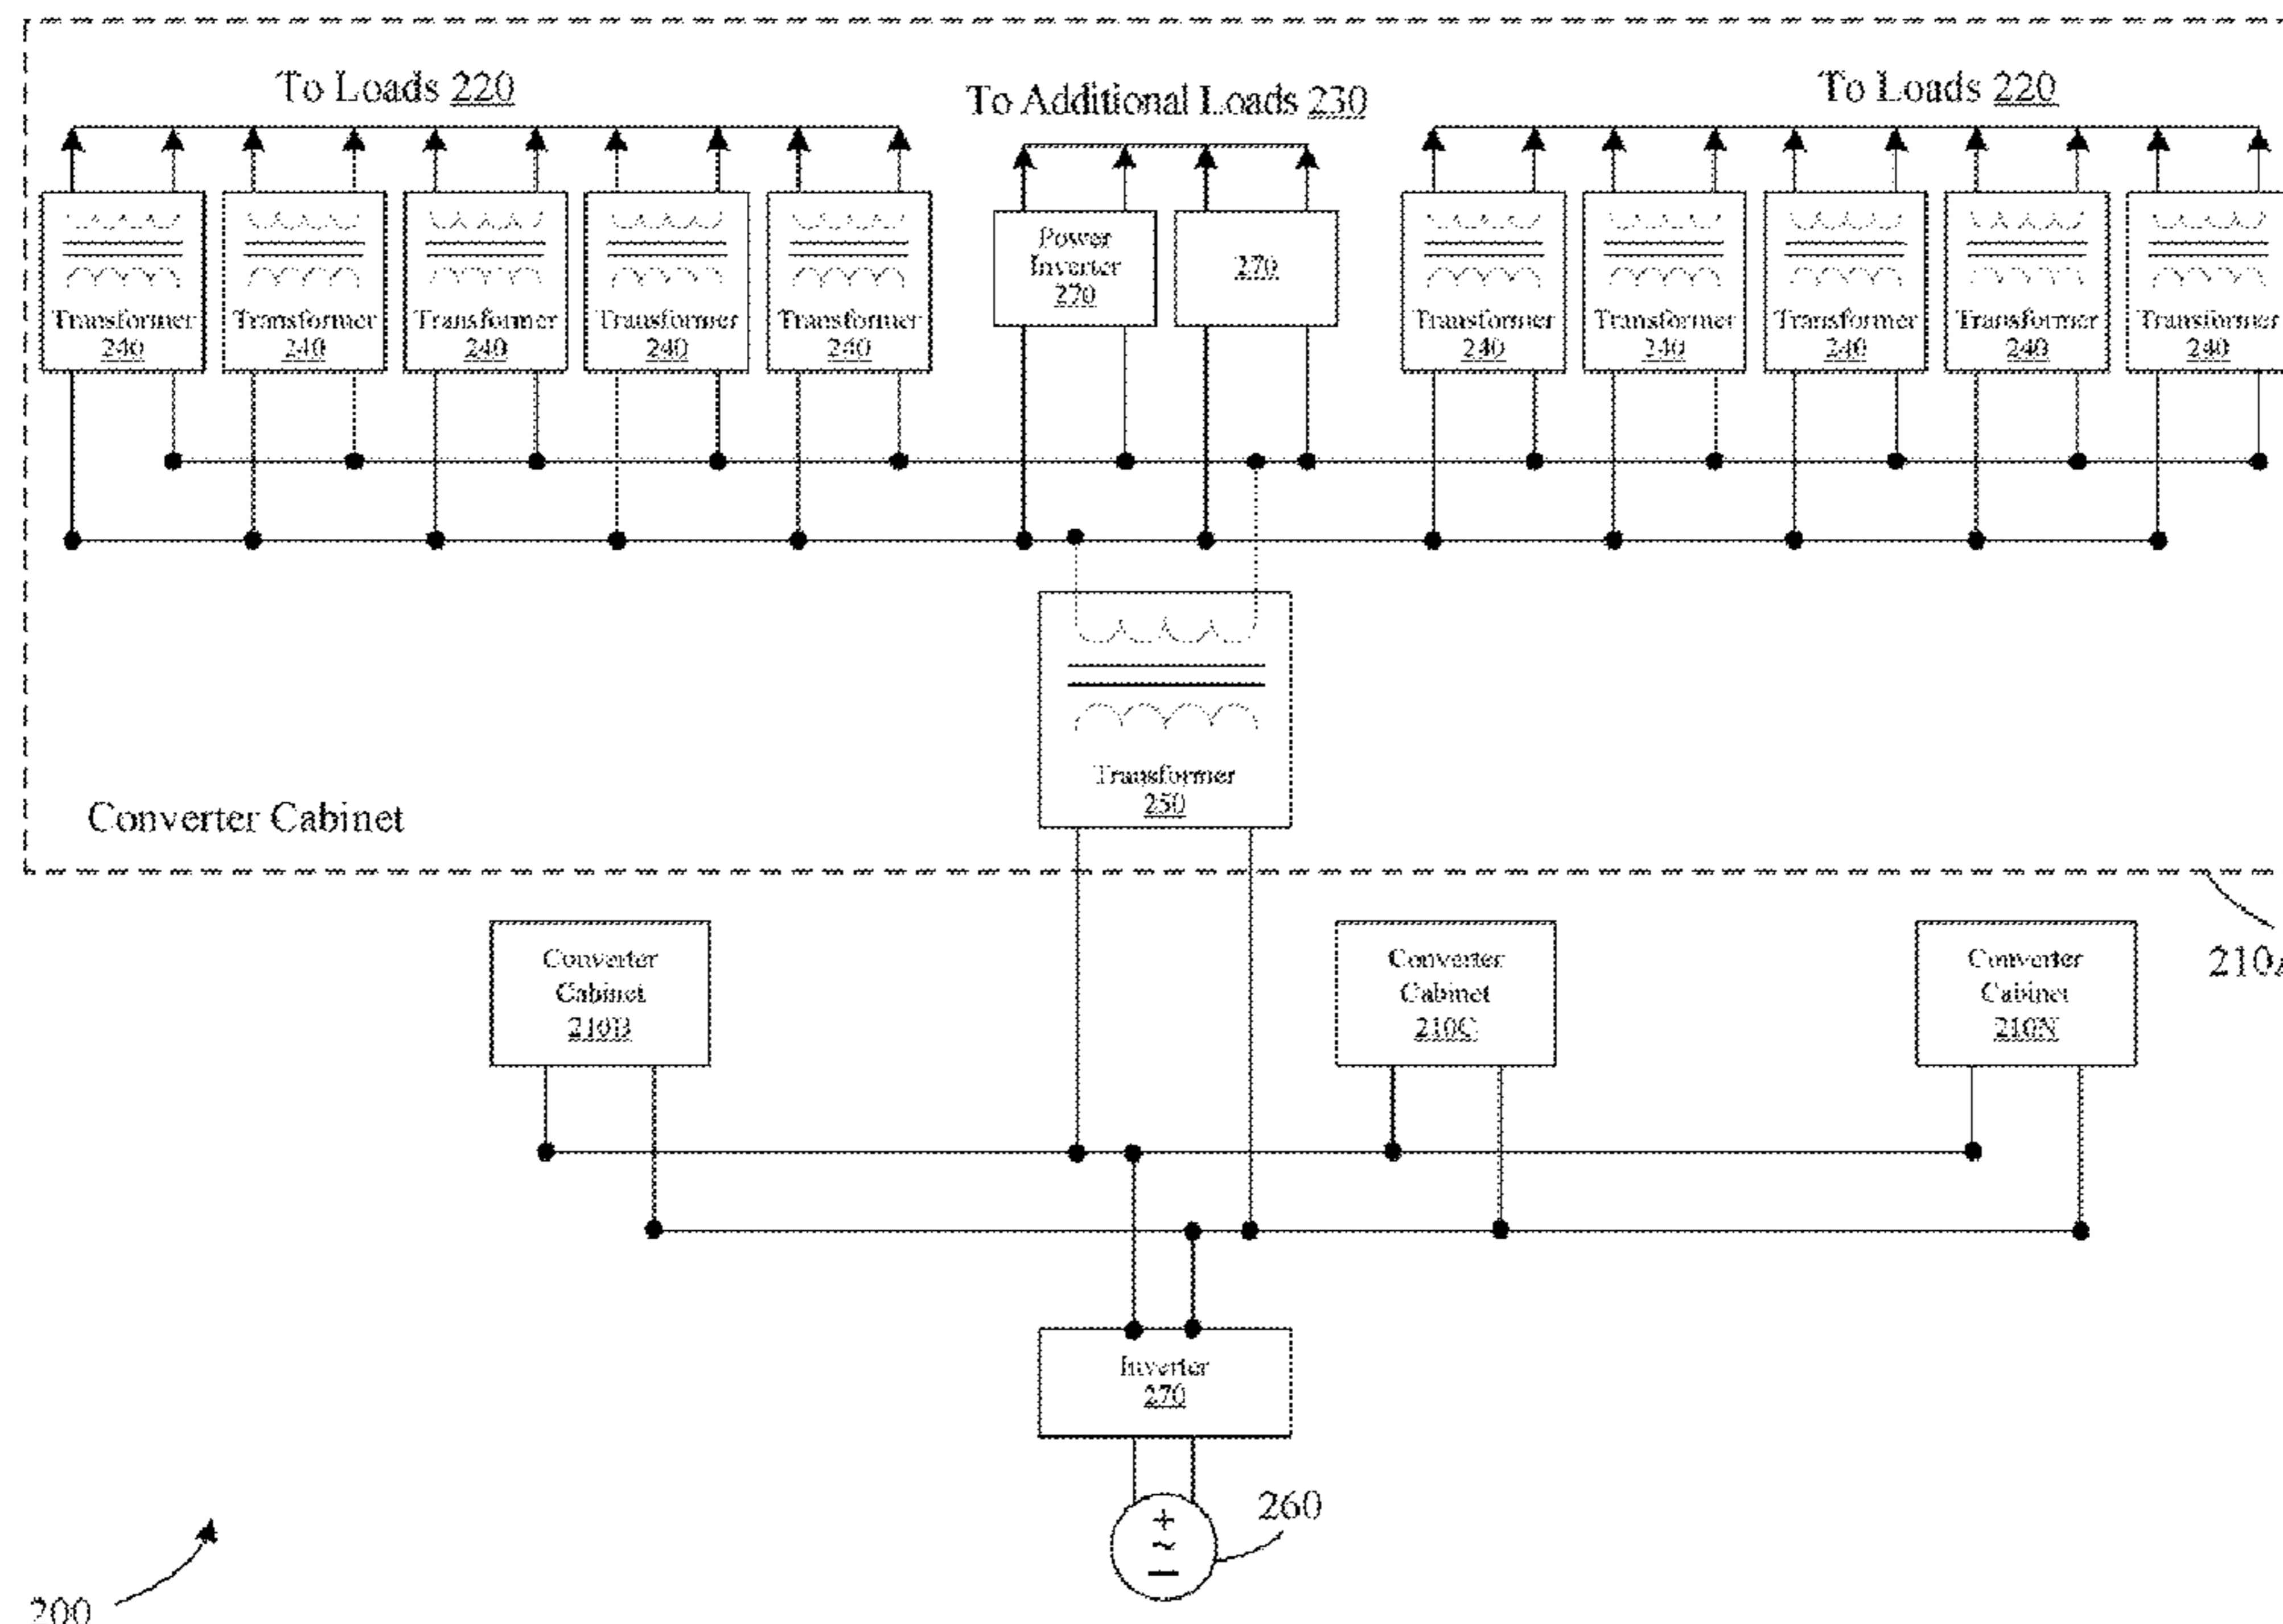 To Loads 220
To Additional Loads 230
To Loads 220
Transformer
240
Transformer
240
Transformer
240
Transformer
240
Transformer
240
Power
Inverter
270
270
Transformer
240
Transformer
240
Transformer
240
Transformer
240
Transformer
240
Transformer
250
Converter Cabinet
Converter
Cabinet
210B
Converter
Cabinet
210C
Converter
Cabinet
210N
210A
Inverter
270
260
+
~
−
200